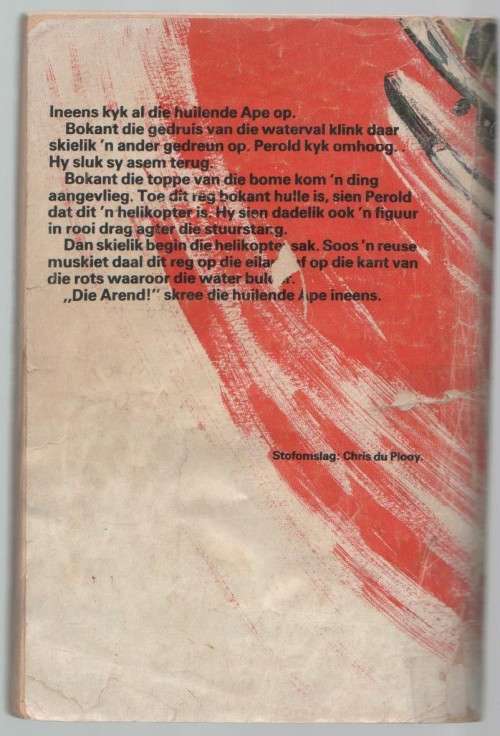 Ineens kyk al die huilende Ape op.
Bokant die gedruis van die waterval klink daar
skielik 'n ander gedreun op. Perold kyk omhoog.
Hy sluk sy asem terug.
Bokant die toppe van die bome kom 'n ding
aangevlieg. Toe dit reg bokant hulle is, sien Perold
dat dit 'n helikopter is. Hy sien dadelik ook 'n figuur
in rooi drag agter die stuurstang.
Dan skielik begin die helikopte sak. Soos 'n reuse
muskiet daal dit reg op die op die kant van
die rots waaroor die water
„Die Arend!” skree die huilende Ape ineens.
Stofomslag: Chris du Plooy.